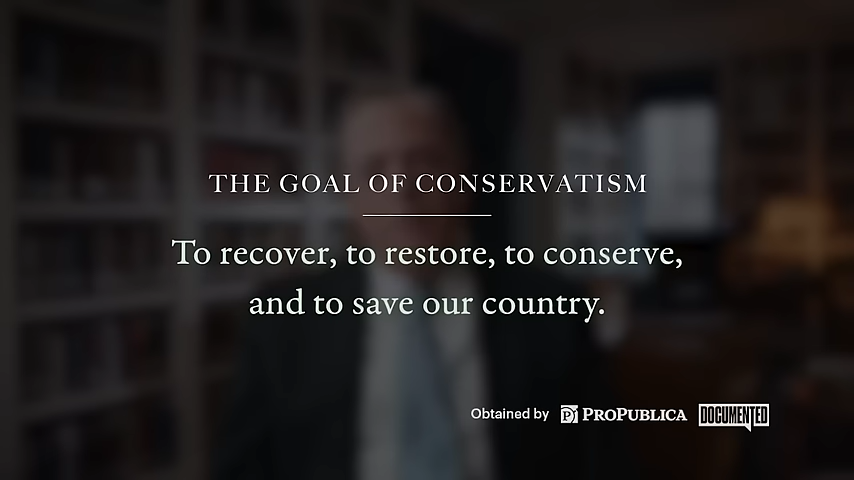 THE GOAL OF CONSERVATISM
To recover, to restore, to conserve,
and to save our country.
Obtained by PROPUBLICA DOCUMENTED